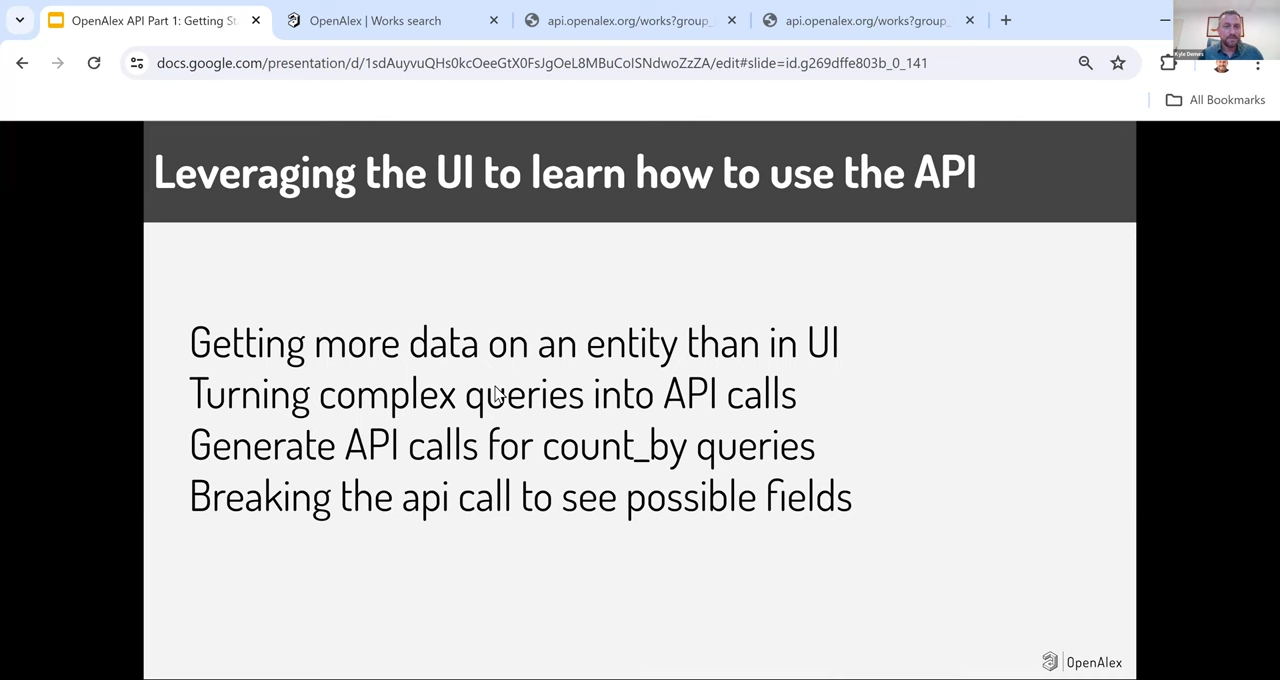 OpenAlex API Part 1: Getting St
OpenAlex | Works search
api.openalex.org/works?group_
api.openalex.org/works?group_
docs.google.com/presentation/d/1sdAuyvuQHs0kcS0reGtX0FsJgOeL8MBuCoISNdwoZzZA/edit#slide=id.g269dffe803b_0_141
Kyle Demes
All Bookmarks
Leveraging the UI to learn how to use the API
Getting more data on an entity than in UI
Turning complex queries into API calls
Generate API calls for count_by queries
Breaking the api call to see possible fields
OpenAlex